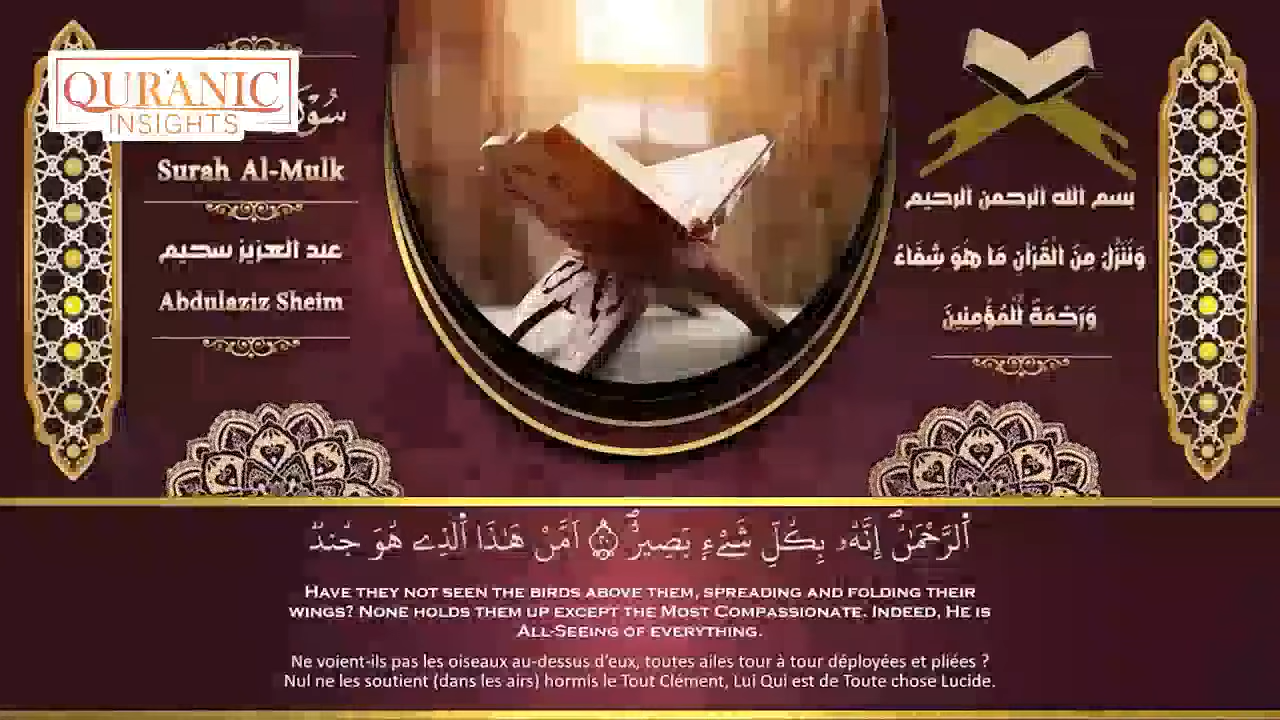 QURANIC
INSIGHTS
Surah Al-Mulk
عبد العزيز سحيم
Abdulaziz Sheim
بسم الله الرحمن الرحيم
وَنُنَزِّلُ مِنَ الْقُرْآنِ مَا هُوَ شِفَاءٌ
وَرَحْمَةٌ لِّلْمُؤْمِنِينَ
اَ۬لرَّحْمَٰنُۖ إِنَّهُۥ بِكُلِّ شَےْءِۢ بَصِيرٌۖ ۝٢٠ اَمَّنْ هَٰذَا اَ۬لذِے هُوَ جُندٞ
HAVE THEY NOT SEEN THE BIRDS ABOVE THEM, SPREADING AND FOLDING THEIR
WINGS? NONE HOLDS THEM UP EXCEPT THE MOST COMPASSIONATE. INDEED, HE IS
ALL-SEEING OF EVERYTHING.
Ne voient-ils pas les oiseaux au-dessus d'eux, toutes ailes tour à tour déployées et pliées ?
Nul ne les soutient (dans les airs) hormis le Tout Clément, Lui Qui est de Toute chose Lucide.